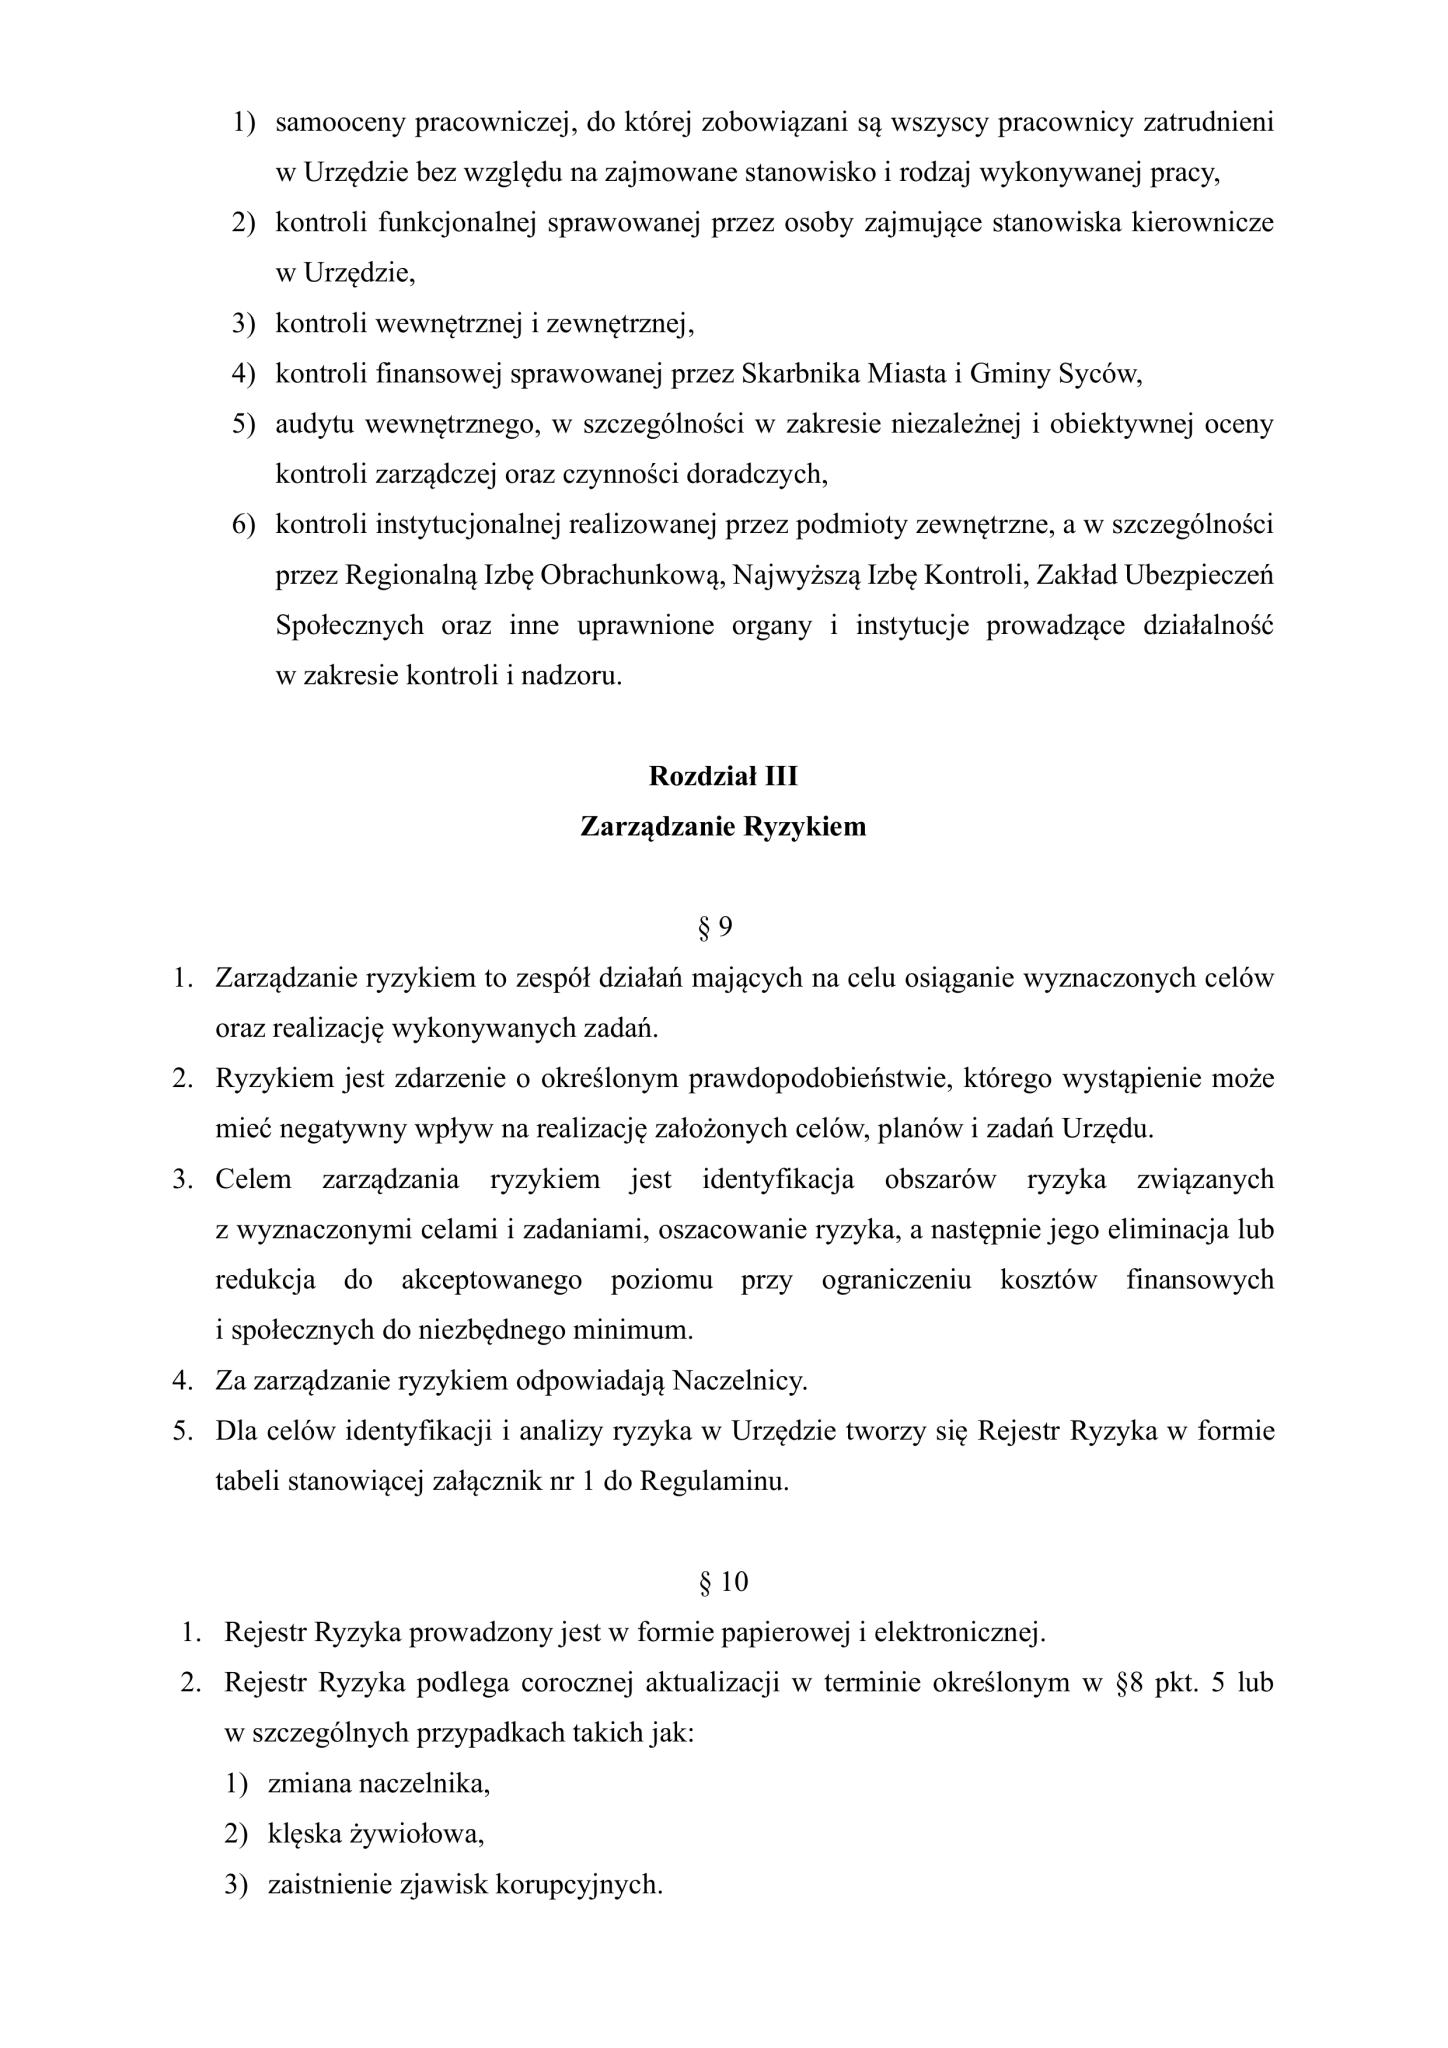 1) samooceny pracowniczej, do której zobowiązani są wszyscy pracownicy zatrudnieni
w Urzędzie bez względu na zajmowane stanowisko i rodzaj wykonywanej pracy,
2) kontroli funkcjonalnej sprawowanej przez osoby zajmujące stanowiska kierownicze
w Urzędzie,
3) kontroli wewnętrznej i zewnętrznej,
4) kontroli finansowej sprawowanej przez Skarbnika Miasta i Gminy Syców,
5) audytu wewnętrznego, w szczególności w zakresie niezależnej i obiektywnej oceny
kontroli zarządczej oraz czynności doradczych,
6) kontroli instytucjonalnej realizowanej przez podmioty zewnętrzne, a w szczególności
przez Regionalną Izbę Obrachunkową, Najwyższą Izbę Kontroli, Zakład Ubezpieczeń
Społecznych oraz inne uprawnione organy i instytucje prowadzące działalność
w zakresie kontroli i nadzoru.
Rozdział III
Zarządzanie Ryzykiem
§ 9
1. Zarządzanie ryzykiem to zespół działań mających na celu osiąganie wyznaczonych celów
oraz realizację wykonywanych zadań.
2. Ryzykiem jest zdarzenie o określonym prawdopodobieństwie, którego wystąpienie może
mieć negatywny wpływ na realizację założonych celów, planów i zadań Urzędu.
3. Celem zarządzania ryzykiem jest identyfikacja obszarów ryzyka związanych
z wyznaczonymi celami i zadaniami, oszacowanie ryzyka, a następnie jego eliminacja lub
redukcja do akceptowanego poziomu przy ograniczeniu kosztów finansowych
i społecznych do niezbędnego minimum.
4. Za zarządzanie ryzykiem odpowiadają Naczelnicy.
5. Dla celów identyfikacji i analizy ryzyka w Urzędzie tworzy się Rejestr Ryzyka w formie
tabeli stanowiącej załącznik nr 1 do Regulaminu.
§ 10
1. Rejestr Ryzyka prowadzony jest w formie papierowej i elektronicznej.
2. Rejestr Ryzyka podlega corocznej aktualizacji w terminie określonym w §8 pkt. 5 lub
w szczególnych przypadkach takich jak:
1) zmiana naczelnika,
2) klęska żywiołowa,
3) zaistnienie zjawisk korupcyjnych.